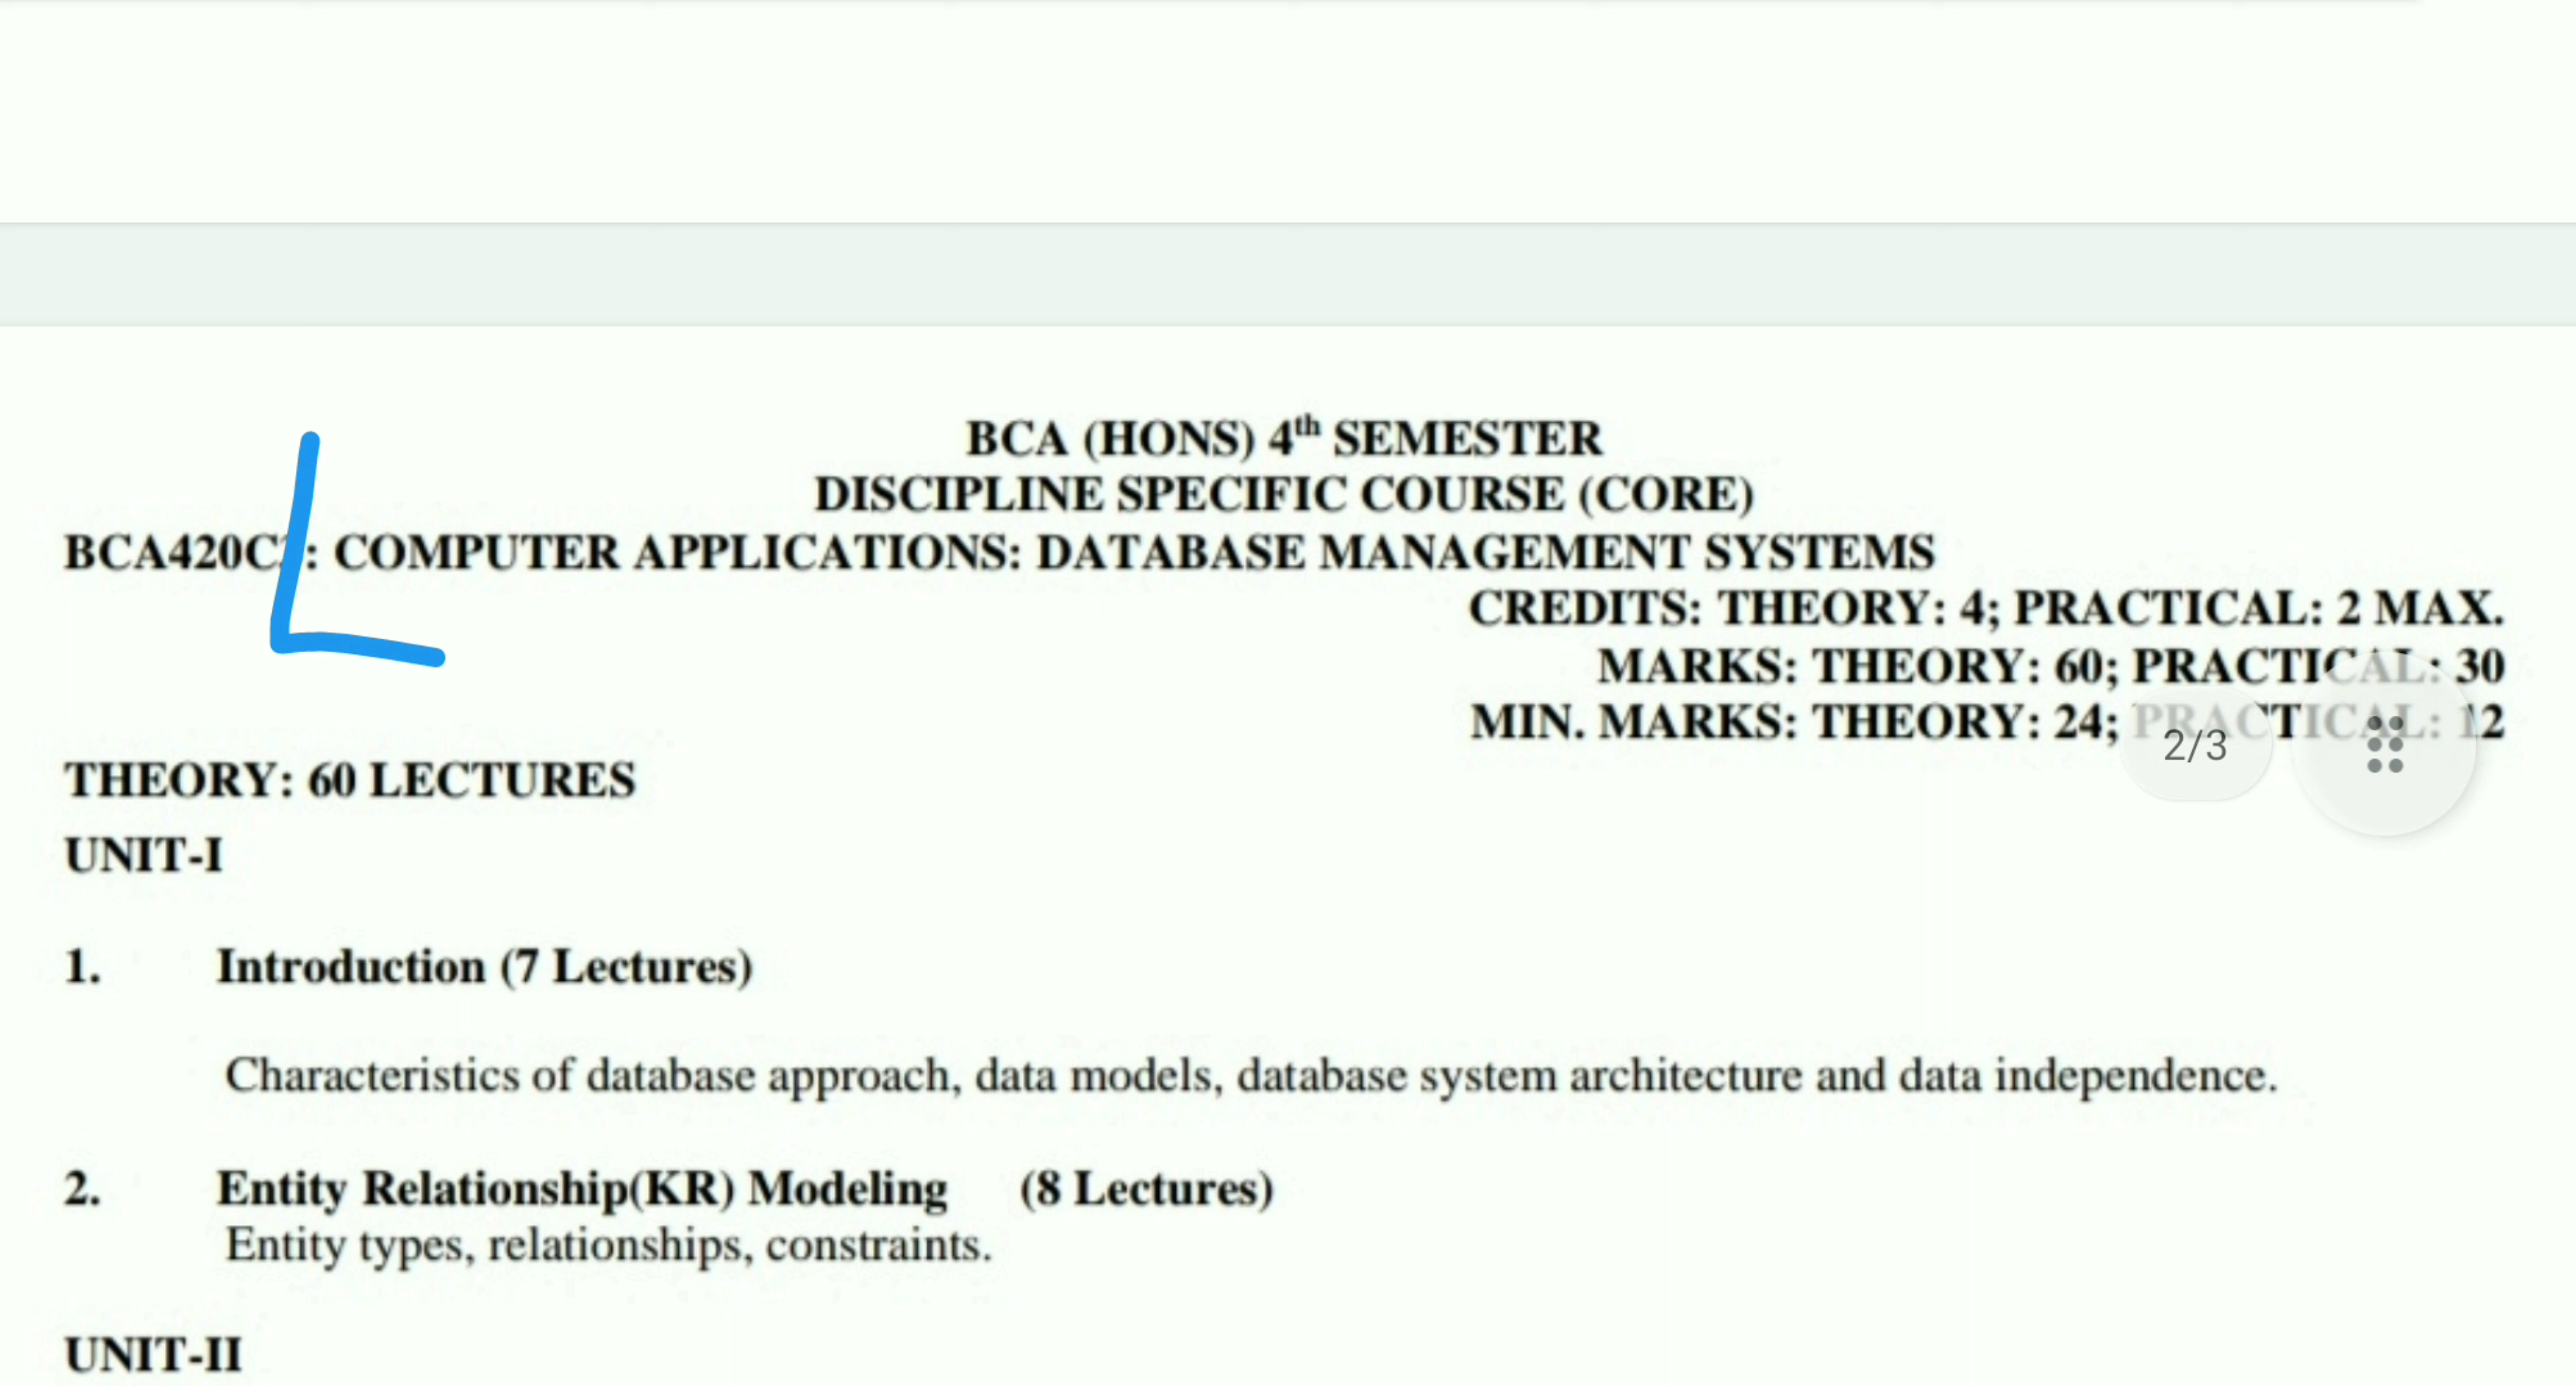 BCA (HONS) 4th SEMESTER
DISCIPLINE SPECIFIC COURSE (CORE)
: COMPUTER APPLICATIONS: DATABASE MANAGEMENT SYSTEMS
CREDITS: THEORY: 4; PRACTICAL: 2 MAX.
MARKS: THEORY: 60; PRACTICAL: 30
MIN. MARKS: THEORY: 24; PRACTICAL: 12
2/3
THEORY: 60 LECTURES
UNIT-I
1. Introduction (7 Lectures)
Characteristics of database approach, data models, database system architecture and data independence.
2. Entity Relationship(KR) Modeling (8 Lectures)
Entity types, relationships, constraints.
UNIT-II